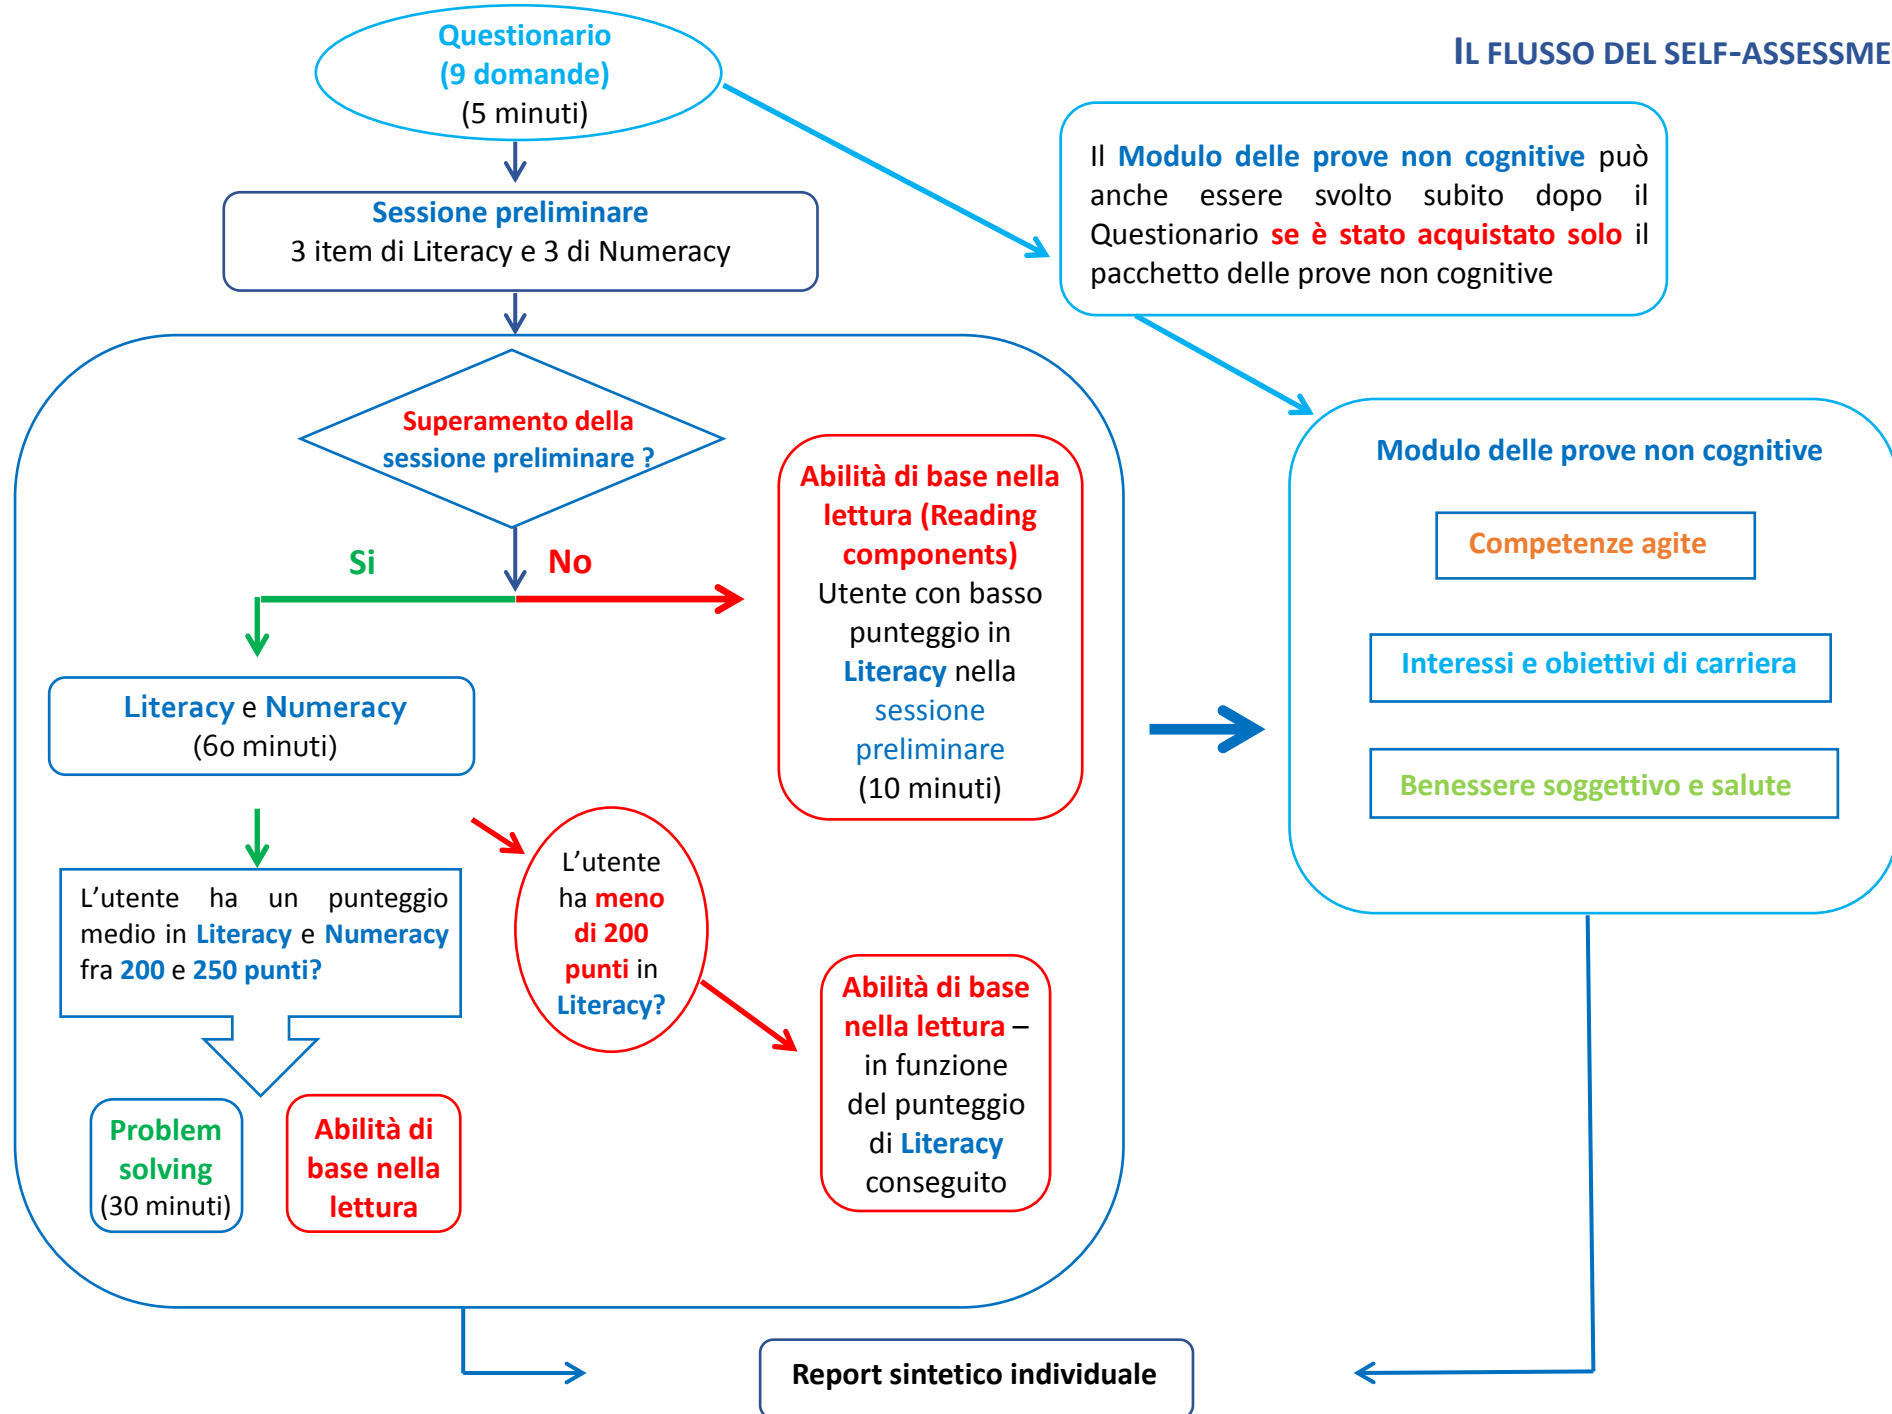 IL FLUSSO DEL SELF-ASSESSME
Questionario
(9 domande)
(5 minuti)
Il Modulo delle prove non cognitive può
anche essere svolto subito dopo il
Questionario se è stato acquistato solo il
pacchetto delle prove non cognitive
Sessione preliminare
3 item di Literacy e 3 di Numeracy
Superamento della
sessione preliminare ?
Si
No
Abilità di base nella
lettura (Reading
components)
Utente con basso
punteggio in
Literacy nella
sessione
preliminare
(10 minuti)
Modulo delle prove non cognitive
Competenze agite
Interessi e obiettivi di carriera
Benessere soggettivo e salute
Literacy e Numeracy
(6o minuti)
L’utente ha un punteggio
medio in Literacy e Numeracy
fra 200 e 250 punti?
L’utente
ha meno
di 200
punti in
Literacy?
Abilità di base
nella lettura –
in funzione
del punteggio
di Literacy
conseguito
Problem
solving
(30 minuti)
Abilità di
base nella
lettura
Report sintetico individuale